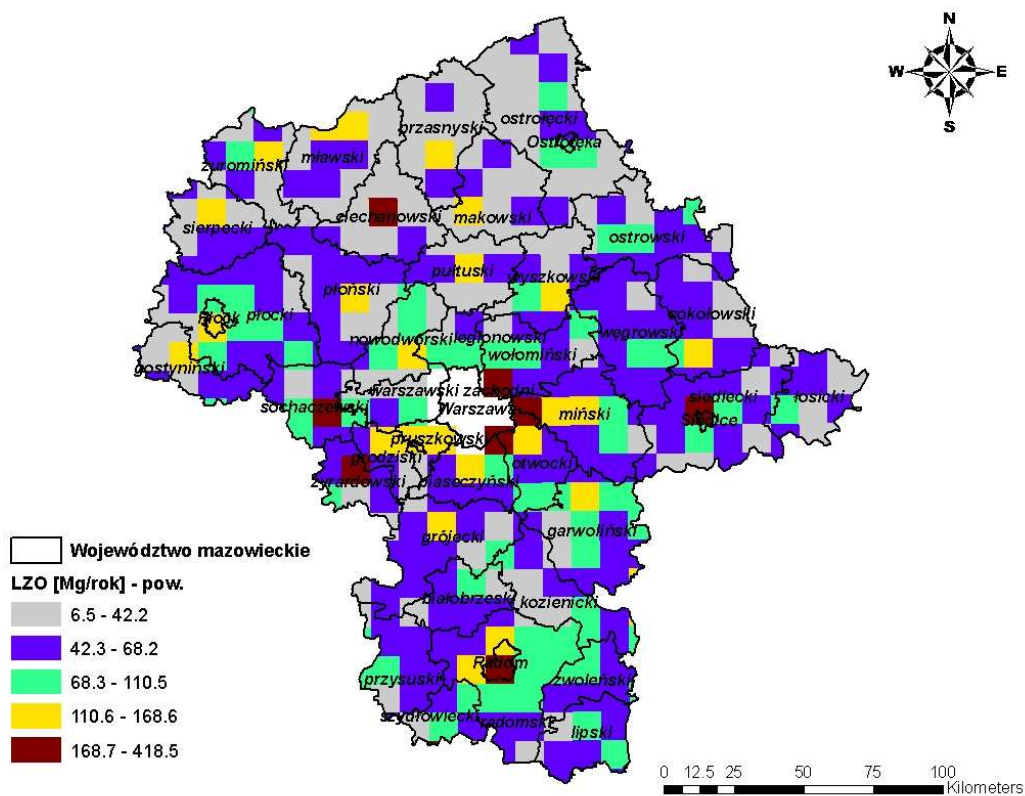 N
W E
S
ostrołęcki
przasnyski
Ostrołęka
mławski
żuromiński
ciechanowski
makowski
sierpecki
ostrowski
pułtuski
wyszkowski
płoński
sokołowski
Płock
płocki
węgrowski
nowodworski
legionowski
wołomiński
gostyniński
warszawski zachodni
siedlecki
łosicki
sochaczewski
Warszawa
miński
Siedlce
pruszkowski
grodziski
otwocki
żyrardowski
piaseczyński
grójecki
garwoliński
Województwo mazowieckie
LZO [Mg/rok] - pow.
6.5 - 42.2
42.3 - 68.2
68.3 - 110.5
110.6 - 168.6
168.7 - 418.5
białobrzeski
kozienicki
Radom
przysuski
zwoleński
szydłowiecki
radomski
lipski
0 12.5 25 50 75 100
Kilometers